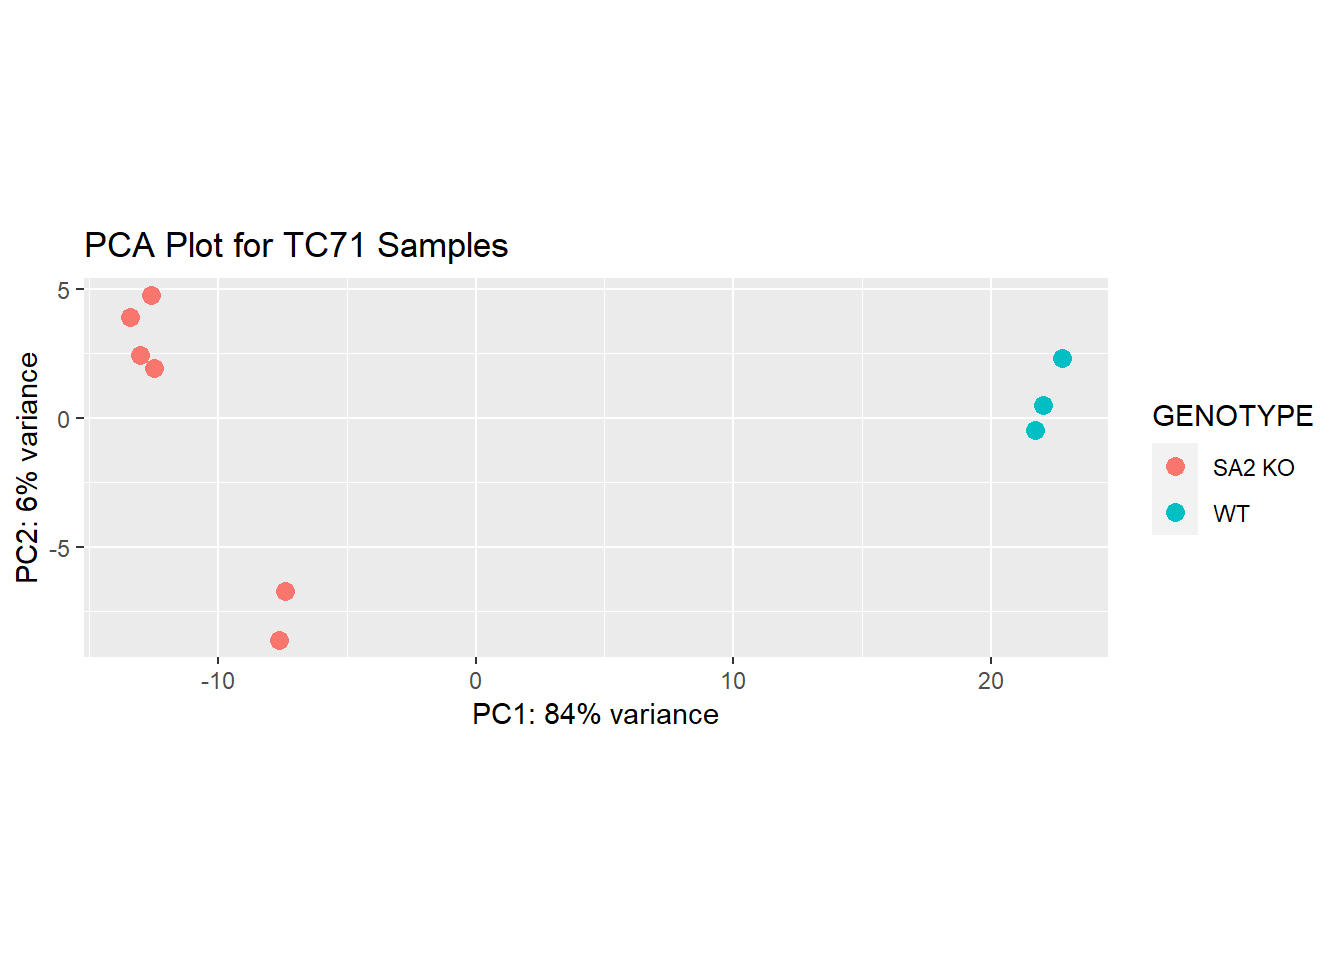 PCA Plot for TC71 Samples
5
0
-5
PC2: 6% variance
-10
0
10
20
PC1: 84% variance
GENOTYPE
SA2 KO
WT